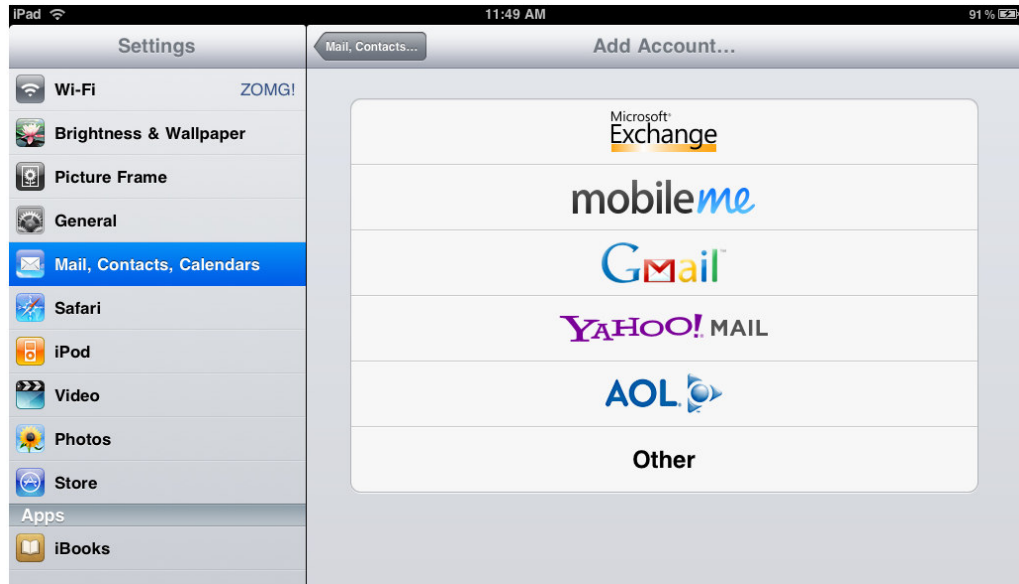 iPad 11:49 AM 91 %
Settings
Mail, Contacts... Add Account...
Wi-Fi ZOMG!
Brightness & Wallpaper
Picture Frame
General
Mail, Contacts, Calendars
Safari
iPod
Video
Photos
Store
Apps
iBooks
Microsoft
Exchange
mobileme
Gmail™
YAHOO! MAIL
AOL
Other